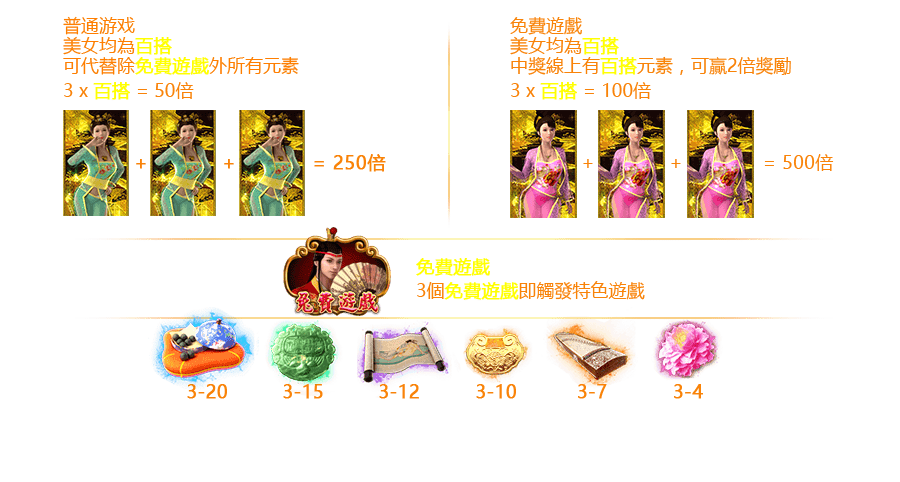 普通游戏
美女均為百搭
可代替除免費遊戲外所有元素
3 x 百搭 = 50倍
+ + = 250倍
免費遊戲
美女均為百搭
中獎線上有百搭元素，可贏2倍獎勵
3 x 百搭 = 100倍
+ + = 500倍
免費遊戲
免費遊戲
3個免費遊戲即觸發特色遊戲
3-20 3-15 3-12 3-10 3-7 3-4